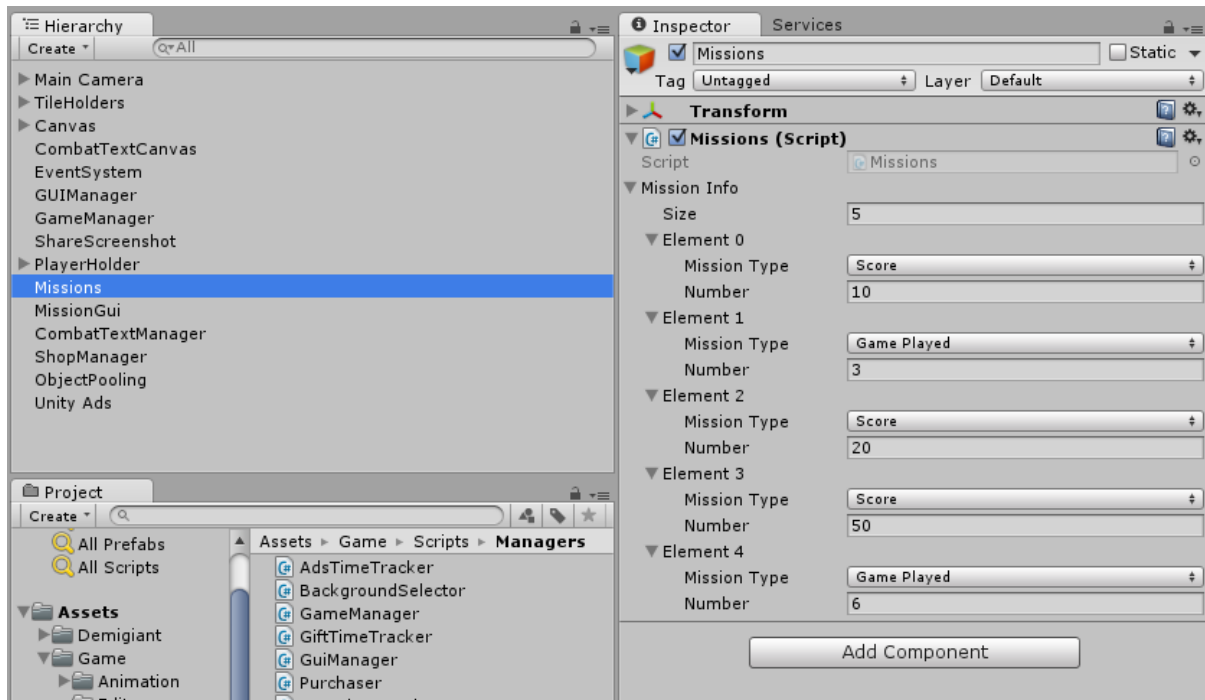 Hierarchy
Create
All
Main Camera
TileHolders
Canvas
CombatTextCanvas
EventSystem
GUIManager
GameManager
ShareScreenshot
PlayerHolder
Missions
MissionGui
CombatTextManager
ShopManager
ObjectPooling
Unity Ads
Project
Create
All Prefabs
All Scripts
Assets
Demigiant
Game
Animation
Assets Game Scripts Managers
AdsTimeTracker
BackgroundSelector
GameManager
GiftTimeTracker
GuiManager
Purchaser
Inspector Services
Missions Static
Tag Untagged Layer Default
Transform
Missions (Script)
Script Missions
Mission Info
Size 5
Element 0
Mission Type Score
Number 10
Element 1
Mission Type Game Played
Number 3
Element 2
Mission Type Score
Number 20
Element 3
Mission Type Score
Number 50
Element 4
Mission Type Game Played
Number 6
Add Component